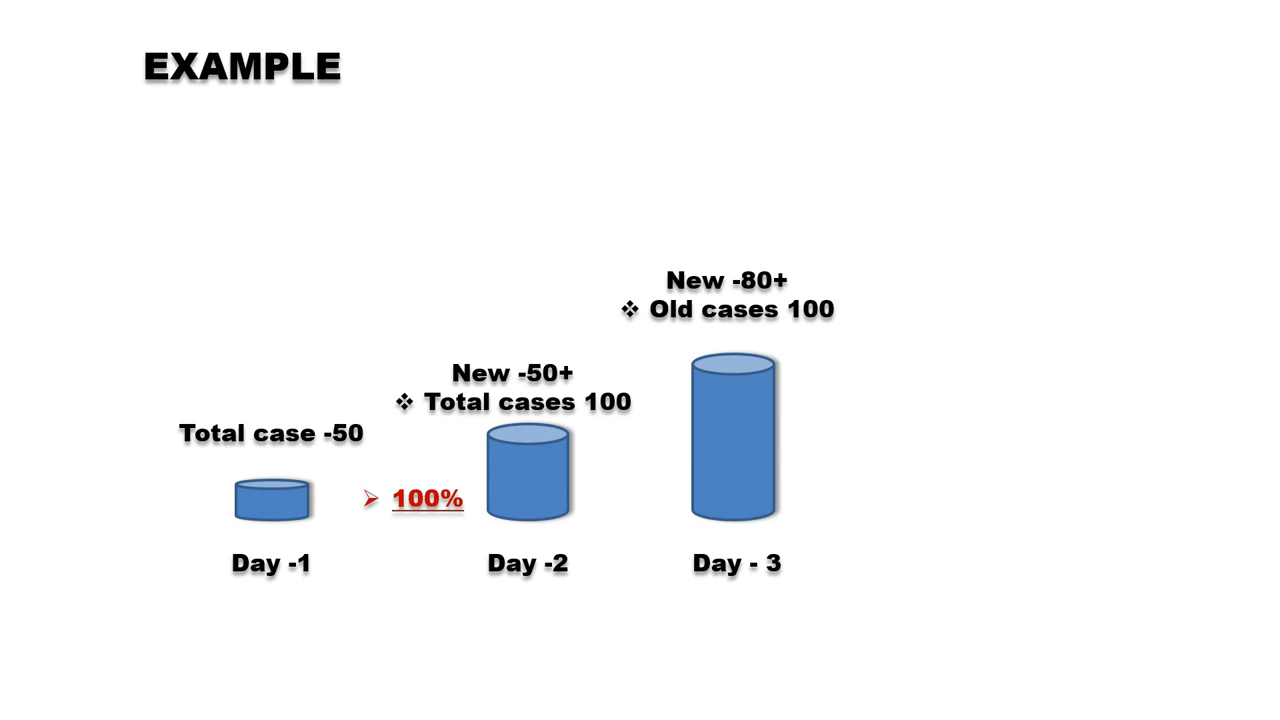 EXAMPLE
New -80+
❖ Old cases 100
New -50+
❖ Total cases 100
Total case -50
➢ 100%
Day -1
Day -2
Day - 3